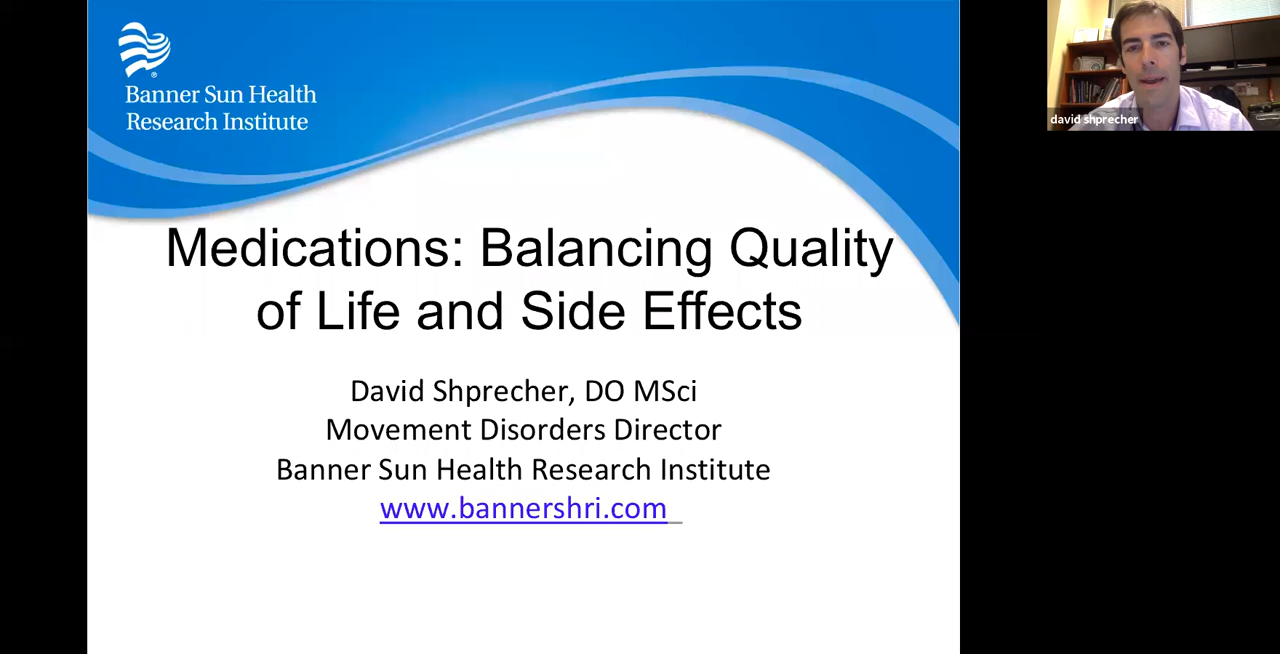 Banner Sun Health
Research Institute
david shprecher
Medications: Balancing Quality
of Life and Side Effects
David Shprecher, DO MSci
Movement Disorders Director
Banner Sun Health Research Institute
www.bannershri.com